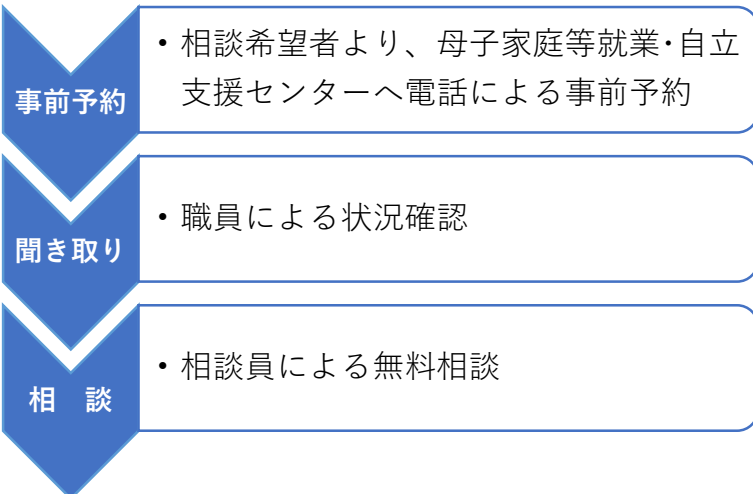 事前予約
・相談希望者より、母子家庭等就業･自立
支援センターへ電話による事前予約
聞き取り
・職員による状況確認
相　談
・相談員による無料相談